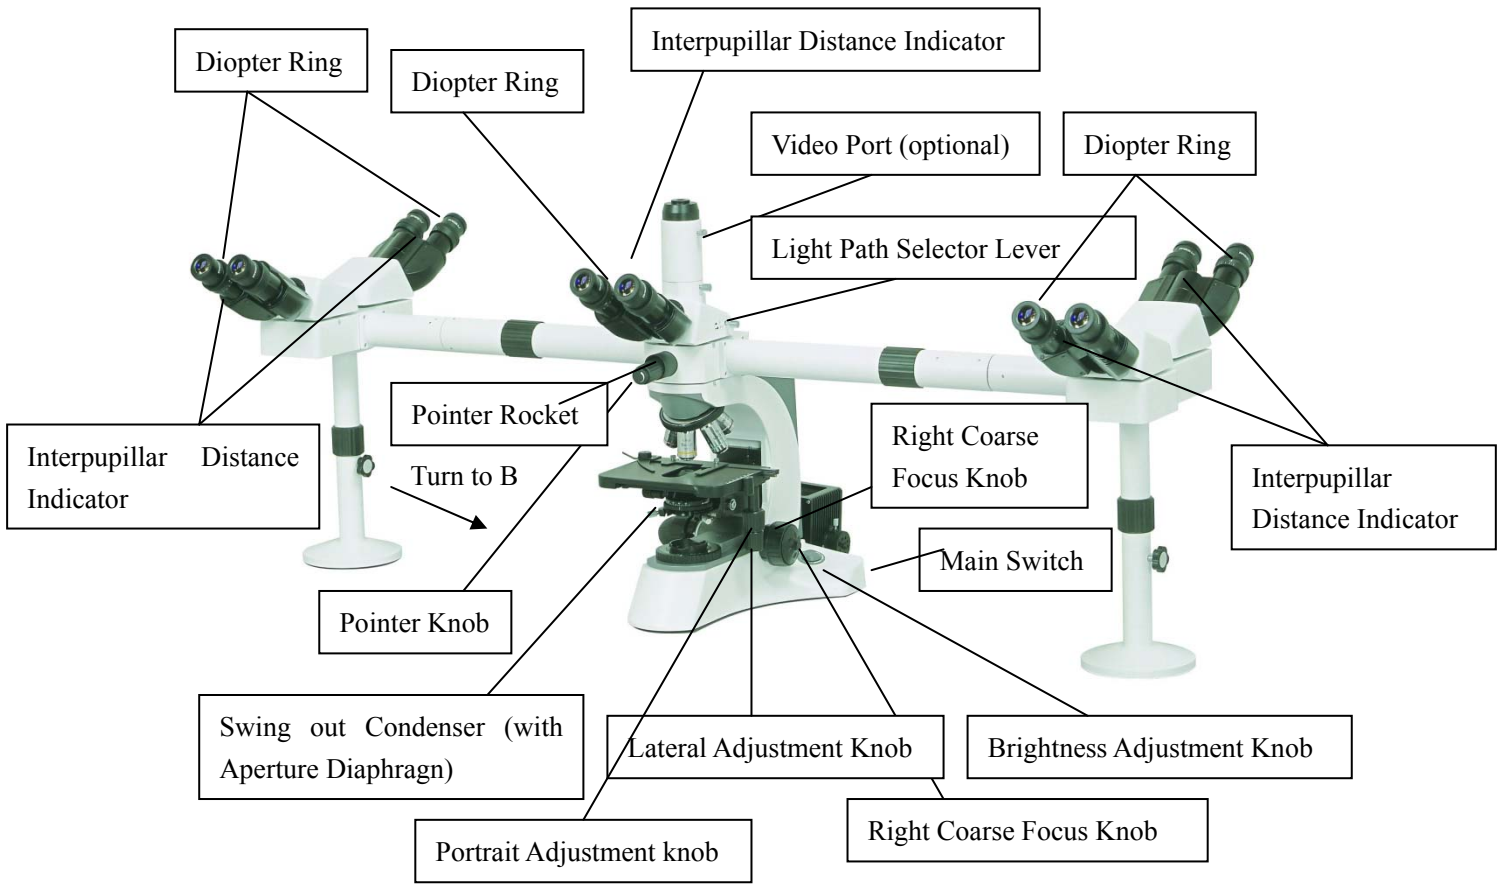 Interpupillar Distance Indicator
Diopter Ring
Diopter Ring
Video Port (optional)
Diopter Ring
Light Path Selector Lever
Pointer Rocket
Right Coarse
Focus Knob
Interpupillar Distance
Indicator
Turn to B
Interpupillar
Distance Indicator
Main Switch
Pointer Knob
Swing out Condenser (with
Aperture Diaphragn)
Lateral Adjustment Knob
Brightness Adjustment Knob
Right Coarse Focus Knob
Portrait Adjustment knob